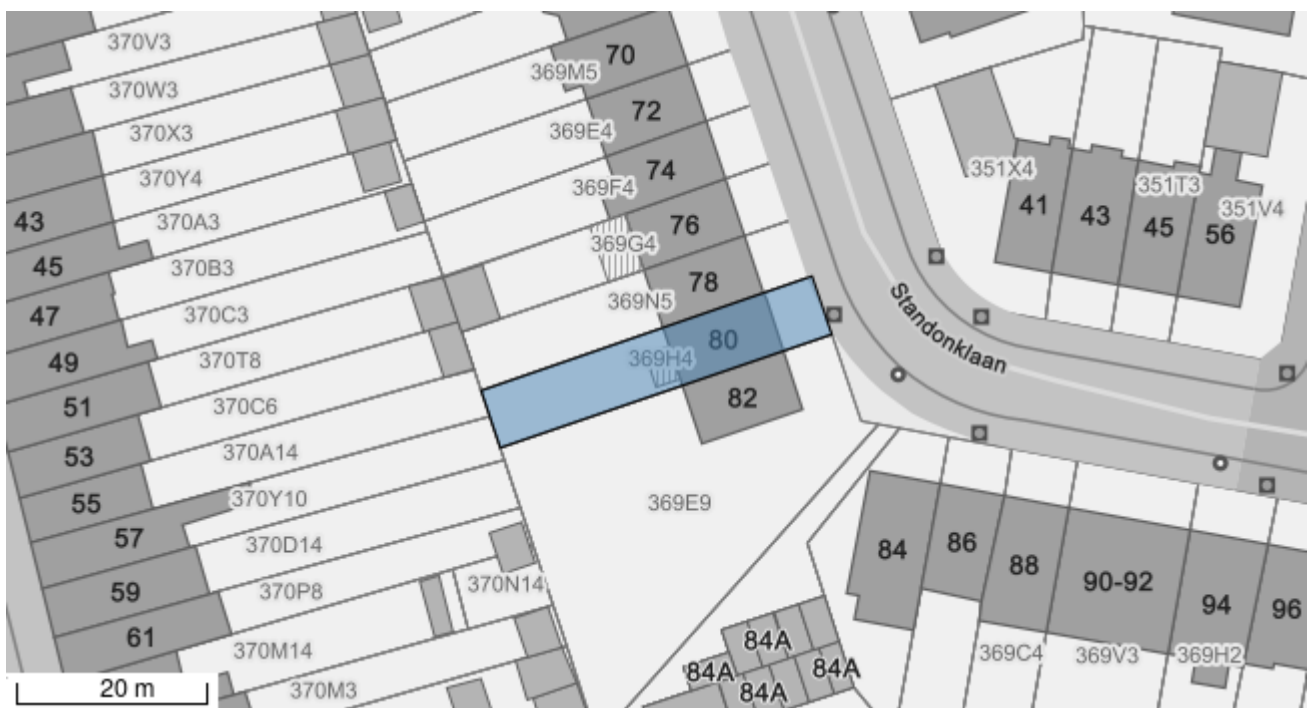 370V3
370W3
370X3
370Y4
370A3
370B3
370C3
370T8
370C6
370A14
370Y10
370D14
370P8
370N14
370M14
370M3
43
45
47
49
51
53
55
57
59
61
70
369M5
72
369E4
74
369F4
76
369G4
78
369N5
80
369H4
82
369E9
Standonklaan
351X4
351T3
351V4
41
43
45
56
84
86
88
90-92
94
96
369C4
369V3
369H2
84A
84A
84A
84A
20 m